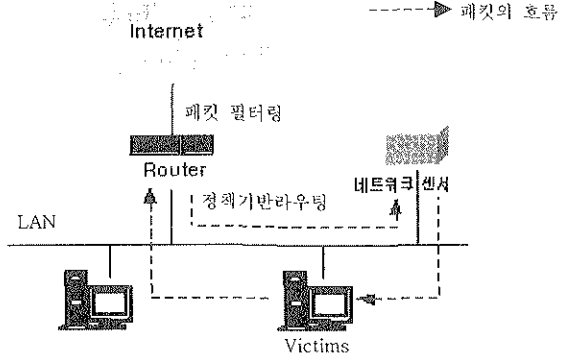 패킷의 흐름
Internet
패킷 필터링
Router
네트워크 센서
정책기반라우팅
LAN
Victims